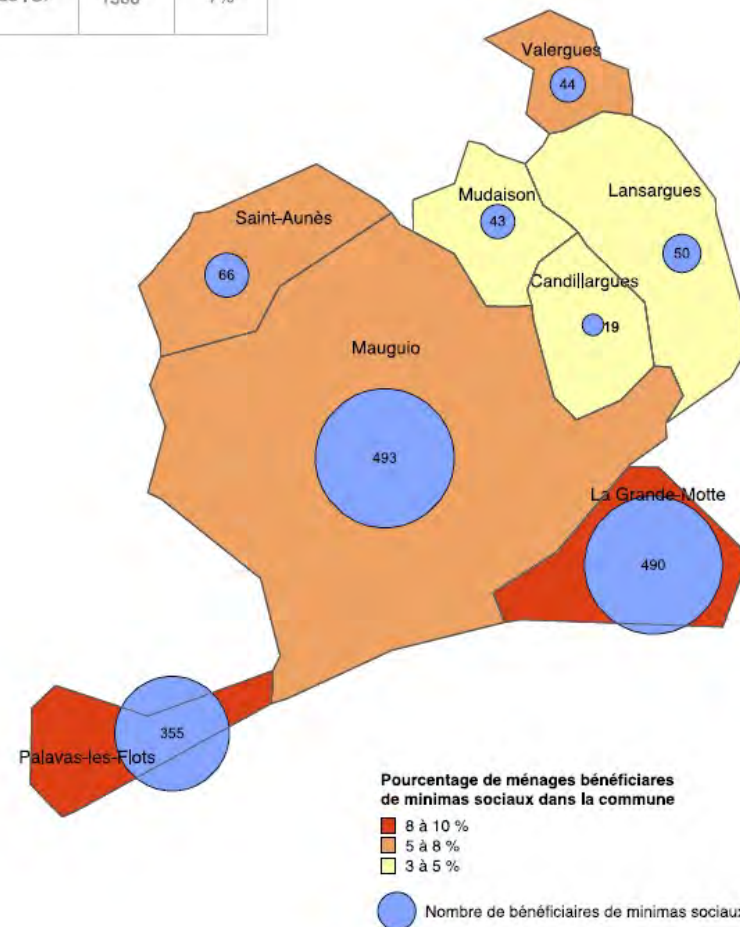 7%
Valergues
44
Mudaison
Lansargues
43
50
Saint-Aunès
66
Candillargues
19
Mauguio
493
La Grande-Motte
490
355
Palavas-les-Flots
Pourcentage de ménages bénéficiares
de minimas sociaux dans la commune
8 à 10 %
5 à 8 %
3 à 5 %
Nombre de bénéficiaires de minimas sociaux